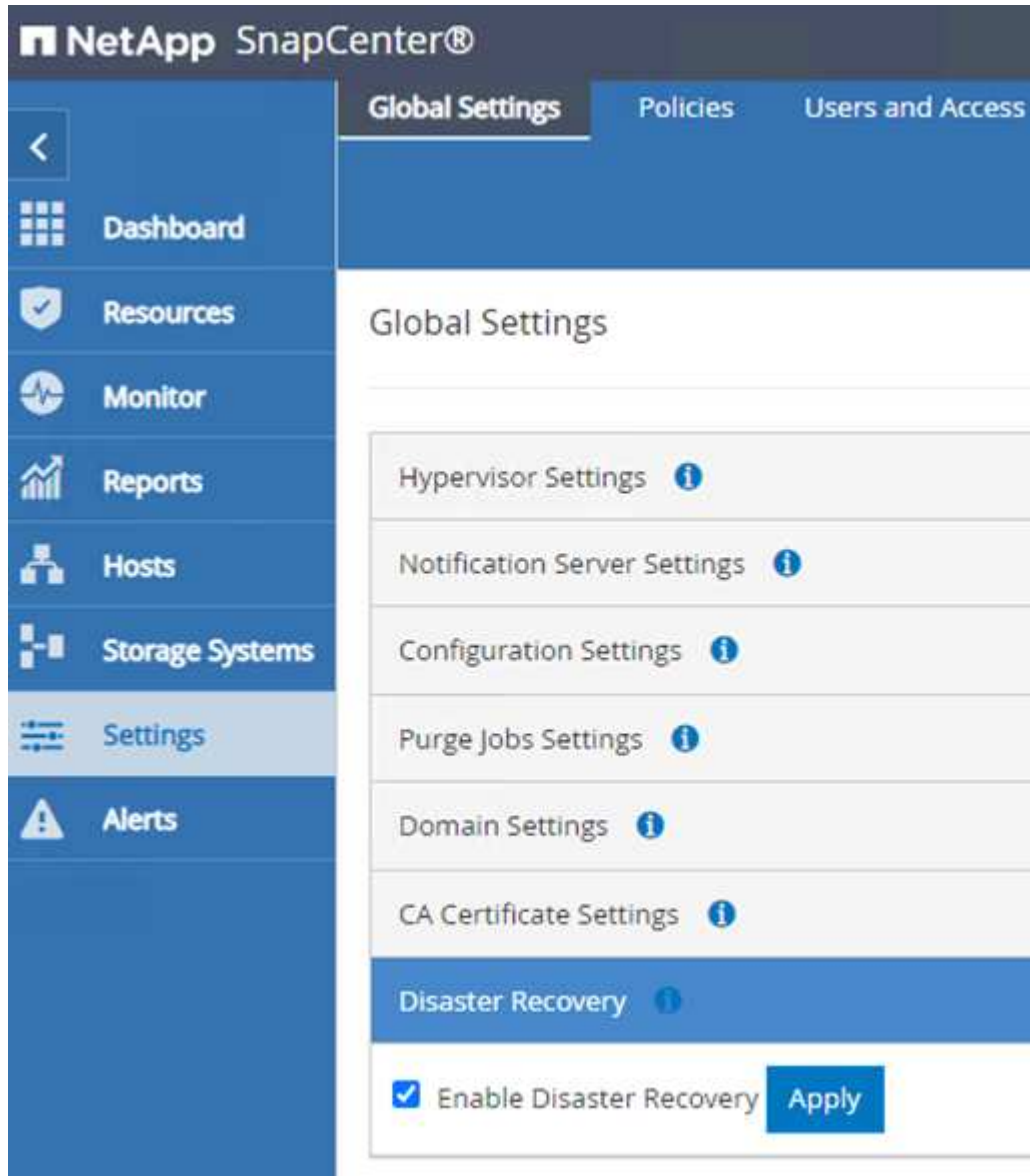 NetApp SnapCenter®
Global Settings Policies Users and Access
Dashboard
Resources
Monitor
Reports
Hosts
Storage Systems
Settings
Alerts
Global Settings
Hypervisor Settings
Notification Server Settings
Configuration Settings
Purge Jobs Settings
Domain Settings
CA Certificate Settings
Disaster Recovery
Enable Disaster Recovery Apply